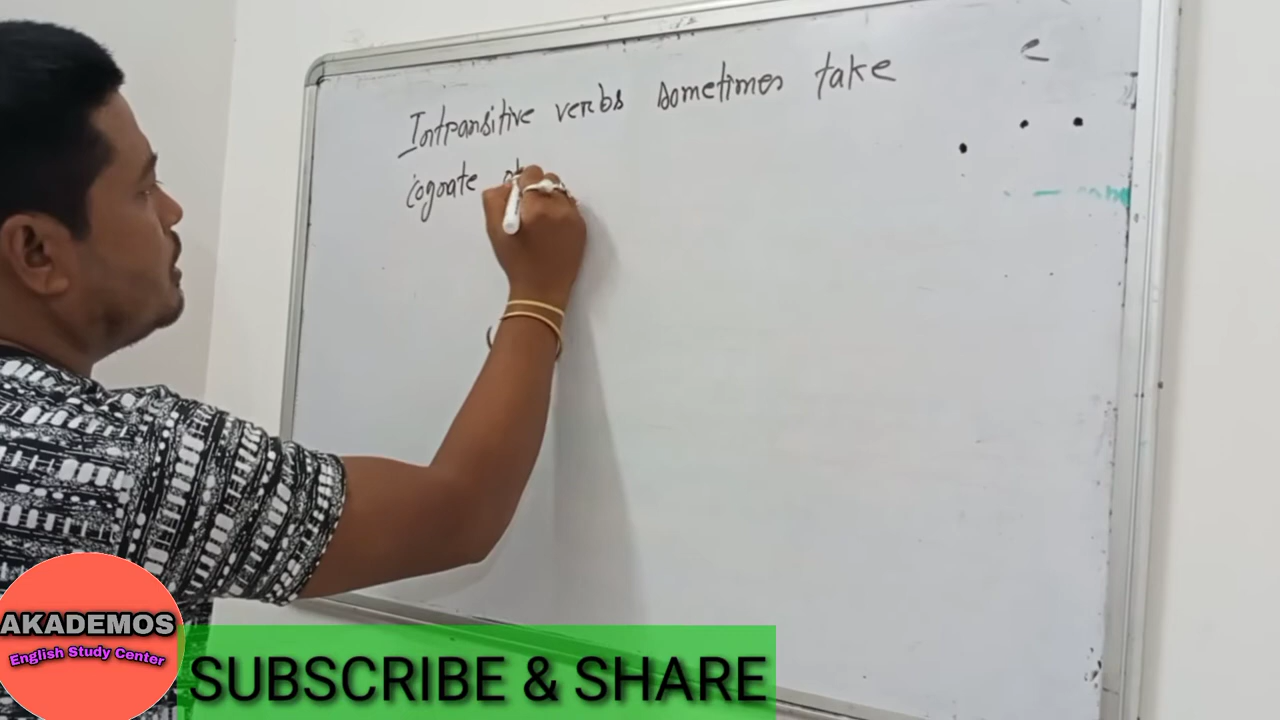 Intransitive verbs sometimes take
cognate
AKADEMOS
English Study Center
SUBSCRIBE & SHARE